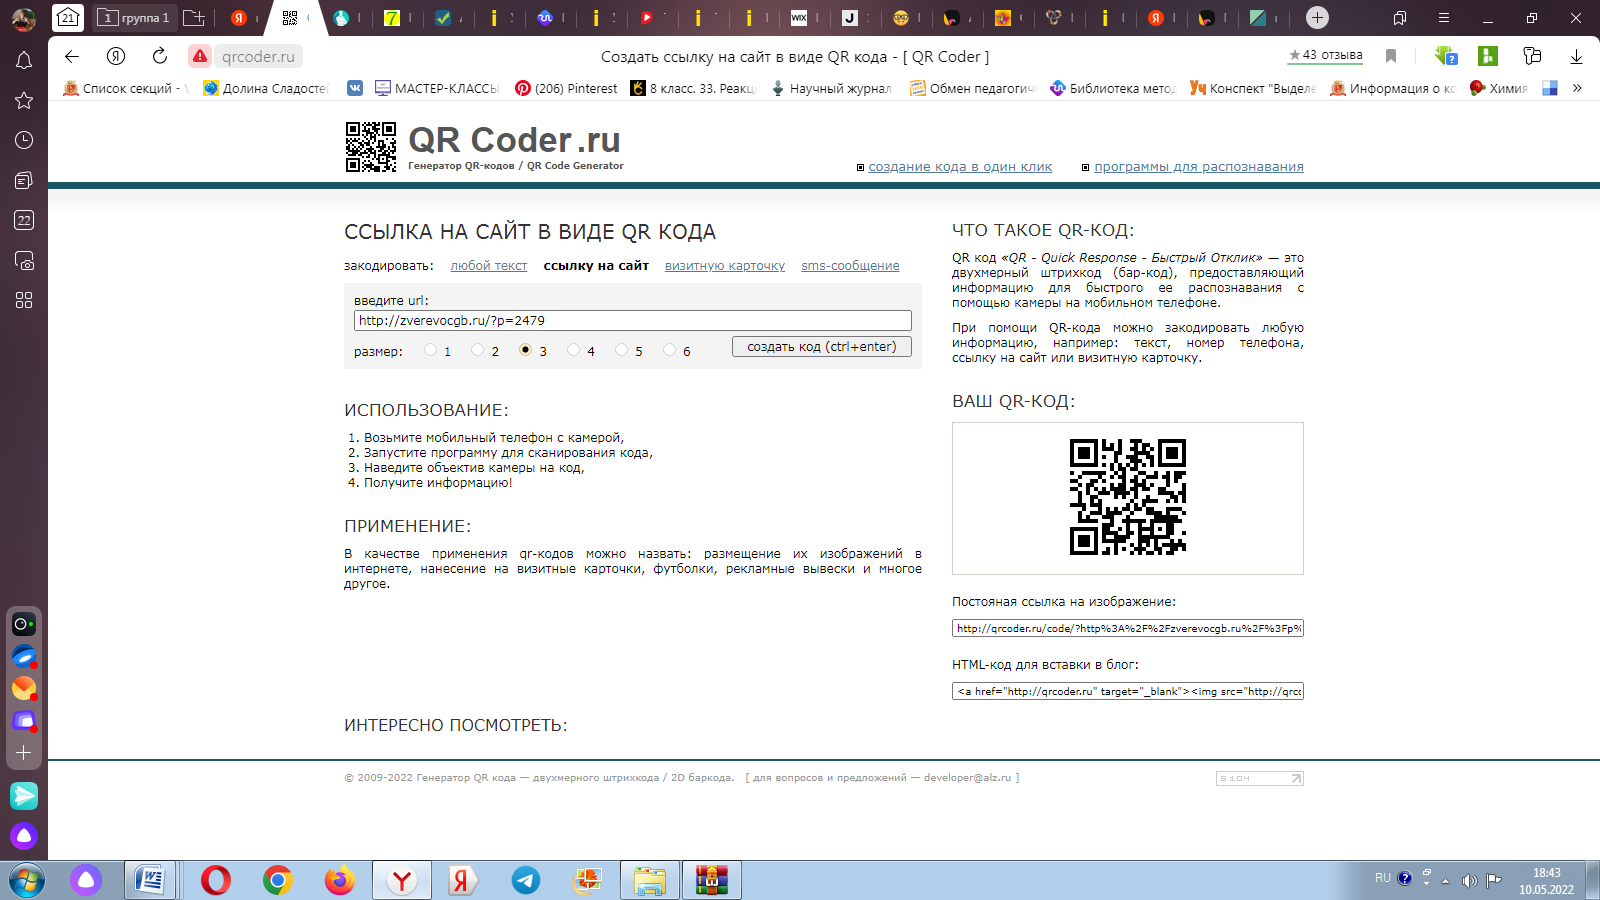 21
1
группа 1
qrcoder.ru
Создать ссылку на сайт в виде QR кода - [ QR Coder ]
★ 43 отзыва
Список секций -
Долина Сладостей
МАСТЕР-КЛАССЫ
(206) Pinterest
8 класс. 33. Реакц
Научный журнал
Обмен педагогич
Библиотека метод
Конспект "Выделе
Информация о ко
Химия
»
QR Coder.ru
Генератор QR-кодов / QR Code Generator
создание кода в один клик
программы для распознавания
ССЫЛКА НА САЙТ В ВИДЕ QR КОДА
закодировать: любой текст ссылку на сайт визитную карточку sms-сообщение
введите url:
http://zverevocgb.ru/?p=2479
размер: 1 2 3 4 5 6
создать код (ctrl+enter)
ИСПОЛЬЗОВАНИЕ:
1. Возьмите мобильный телефон с камерой,
2. Запустите программу для сканирования кода,
3. Наведите объектив камеры на код,
4. Получите информацию!
ПРИМЕНЕНИЕ:
В качестве применения qr-кодов можно назвать: размещение их изображений в
интернете, нанесение на визитные карточки, футболки, рекламные вывески и многое
другое.
ЧТО ТАКОЕ QR-КОД:
QR код «QR - Quick Response - Быстрый Отклик» — это
двухмерный штрихкод (бар-код), предоставляющий
информацию для быстрого ее распознавания с
помощью камеры на мобильном телефоне.
При помощи QR-кода можно закодировать любую
информацию, например: текст, номер телефона,
ссылку на сайт или визитную карточку.
ВАШ QR-КОД:
Постояная ссылка на изображение:
http://qrcoder.ru/code/?http%3A%2F%2Fzverevocgb.ru%2F%3Fp%
HTML-код для вставки в блог:
<a href="http://qrcoder.ru" target="_blank"><img src="http://qrco
ИНТЕРЕСНО ПОСМОТРЕТЬ:
© 2009-2022 Генератор QR кода — двухмерного штрихкода / 2D баркода. [ для вопросов и предложений — developer@alz.ru ]
5104
22
RU
18:43
10.05.2022